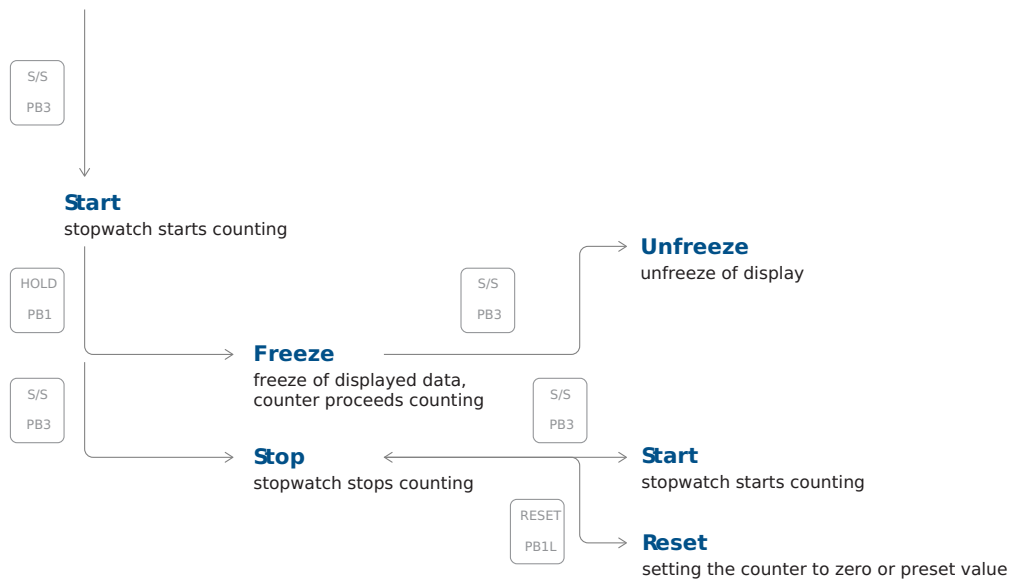 S/S
PB3
Start
stopwatch starts counting
HOLD
PB1
S/S
PB3
Unfreeze
unfreeze of display
Freeze
freeze of displayed data,
counter proceeds counting
S/S
PB3
S/S
PB3
Stop
stopwatch stops counting
Start
stopwatch starts counting
RESET
PB1L
Reset
setting the counter to zero or preset value